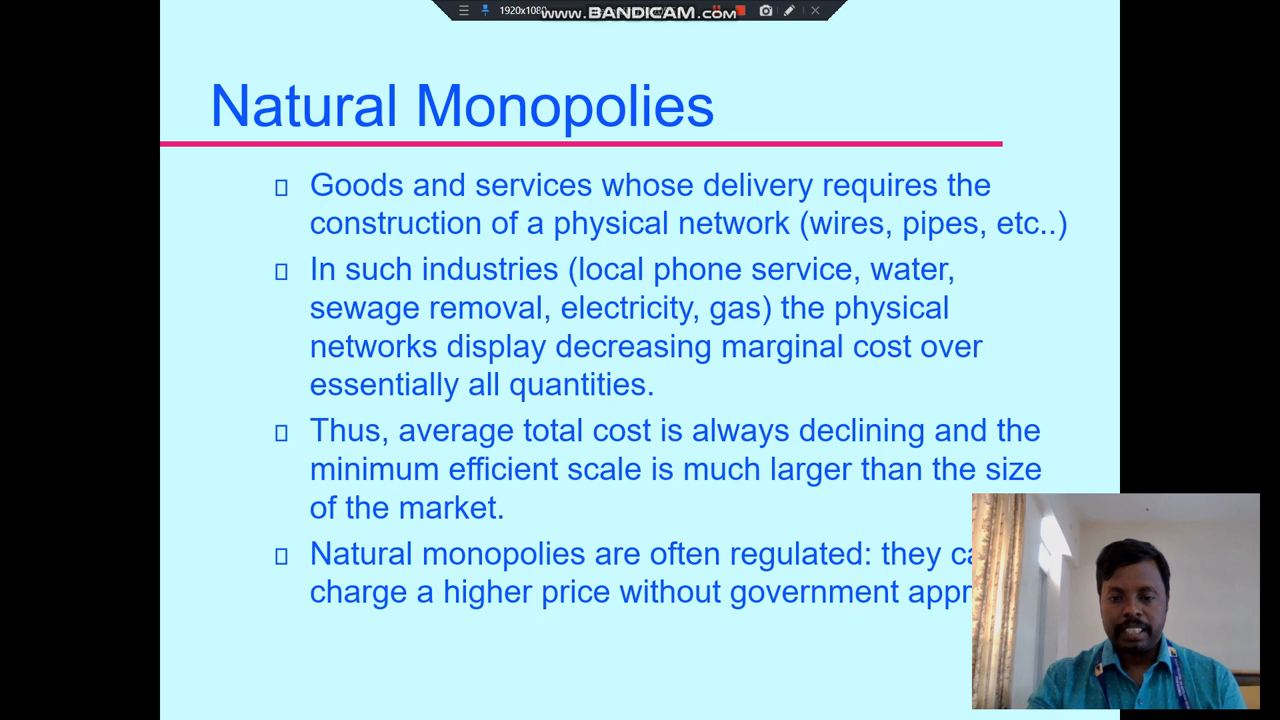 1920x1080
www.BANDICAM.com
Natural Monopolies
Goods and services whose delivery requires the
construction of a physical network (wires, pipes, etc..)
In such industries (local phone service, water,
sewage removal, electricity, gas) the physical
networks display decreasing marginal cost over
essentially all quantities.
Thus, average total cost is always declining and the
minimum efficient scale is much larger than the size
of the market.
Natural monopolies are often regulated: they
charge a higher price without government